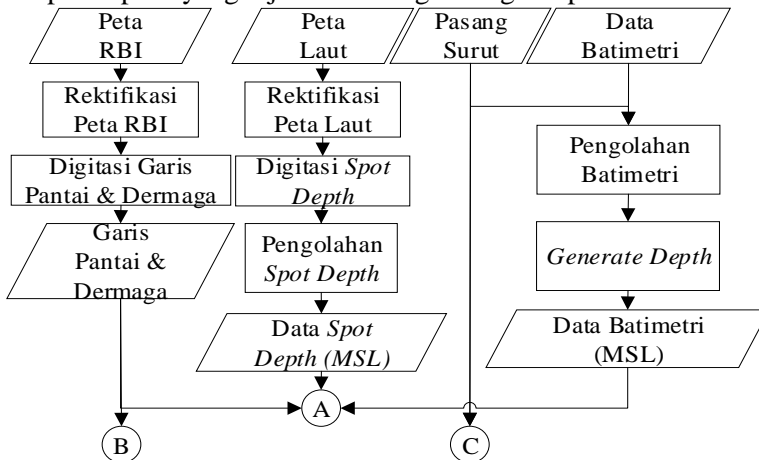 Peta
RBI
Peta
Laut
Pasang
Surut
Data
Batimetri
Rektifikasi
Peta RBI
Rektifikasi
Peta Laut
Pengolahan
Batimetri
Digitasi Garis
Pantai & Dermaga
Digitasi Spot
Depth
Garis
Pantai &
Dermaga
Pengolahan
Spot Depth
Generate Depth
Data Spot
Depth (MSL)
Data Batimetri
(MSL)
A
B
C